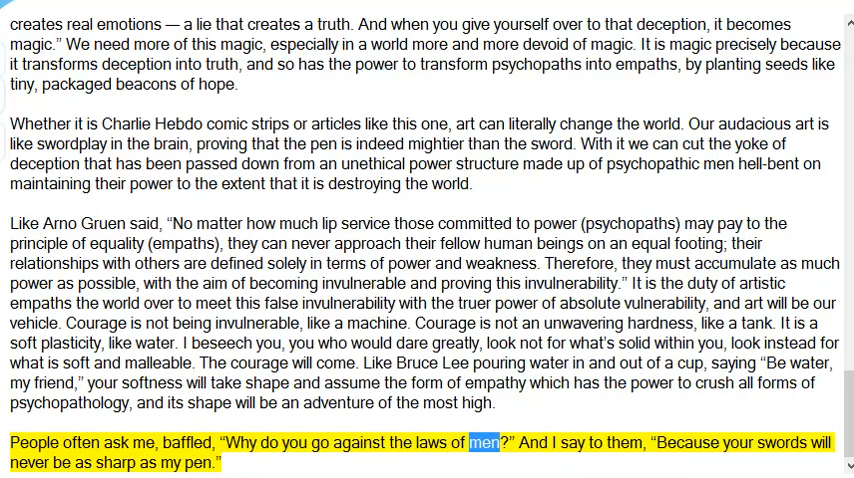 creates real emotions — a lie that creates a truth. And when you give yourself over to that deception, it becomes
magic.” We need more of this magic, especially in a world more and more devoid of magic. It is magic precisely because
it transforms deception into truth, and so has the power to transform psychopaths into empaths, by planting seeds like
tiny, packaged beacons of hope.
Whether it is Charlie Hebdo comic strips or articles like this one, art can literally change the world. Our audacious art is
like swordplay in the brain, proving that the pen is indeed mightier than the sword. With it we can cut the yoke of
deception that has been passed down from an unethical power structure made up of psychopathic men hell-bent on
maintaining their power to the extent that it is destroying the world.
Like Arno Gruen said, “No matter how much lip service those committed to power (psychopaths) may pay to the
principle of equality (empaths), they can never approach their fellow human beings on an equal footing; their
relationships with others are defined solely in terms of power and weakness. Therefore, they must accumulate as much
power as possible, with the aim of becoming invulnerable and proving this invulnerability.” It is the duty of artistic
empaths the world over to meet this false invulnerability with the truer power of absolute vulnerability, and art will be our
vehicle. Courage is not being invulnerable, like a machine. Courage is not an unwavering hardness, like a tank. It is a
soft plasticity, like water. I beseech you, you who would dare greatly, look not for what’s solid within you, look instead for
what is soft and malleable. The courage will come. Like Bruce Lee pouring water in and out of a cup, saying “Be water,
my friend,” your softness will take shape and assume the form of empathy which has the power to crush all forms of
psychopathology, and its shape will be an adventure of the most high.
People often ask me, baffled, “Why do you go against the laws of men?” And I say to them, “Because your swords will
never be as sharp as my pen.”